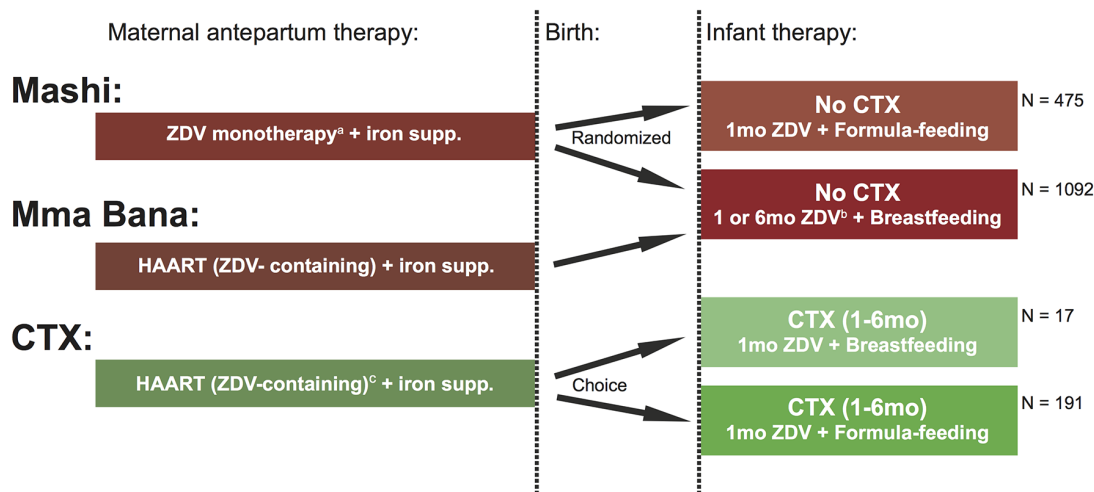 Maternal antepartum therapy:
Birth:
Infant therapy:
Mashi:
ZDV monotherapyᵃ + iron supp.
Randomized
No CTX
1mo ZDV + Formula-feeding
N = 475
No CTX
1 or 6mo ZDVᵇ + Breastfeeding
N = 1092
Mma Bana:
HAART (ZDV- containing) + iron supp.
CTX:
HAART (ZDV-containing)ᶜ + iron supp.
Choice
CTX (1-6mo)
1mo ZDV + Breastfeeding
N = 17
CTX (1-6mo)
1mo ZDV + Formula-feeding
N = 191